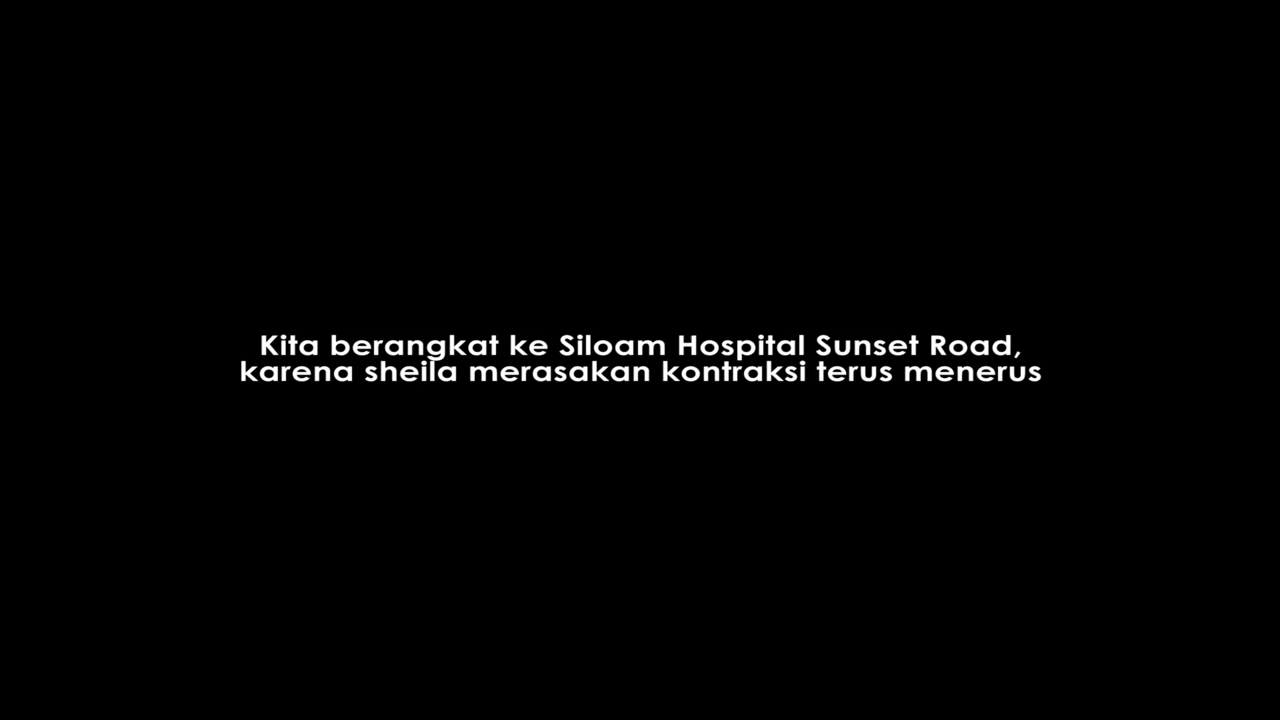 Kita berangkat ke Siloam Hospital Sunset Road,
karena sheila merasakan kontraksi terus menerus